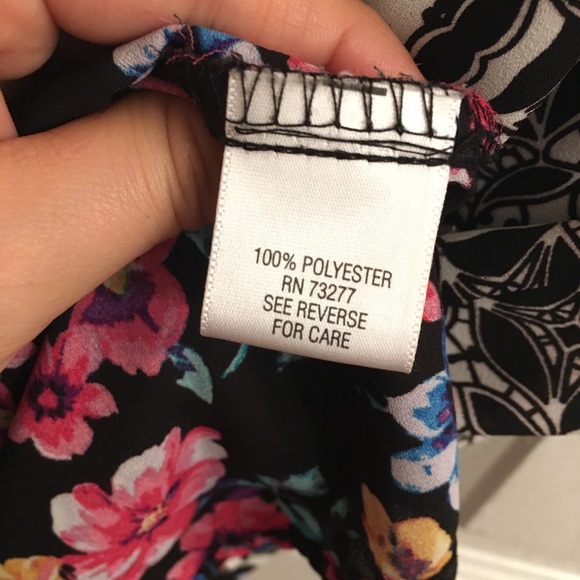 100% POLYESTER
RN 73277
SEE REVERSE
FOR CARE